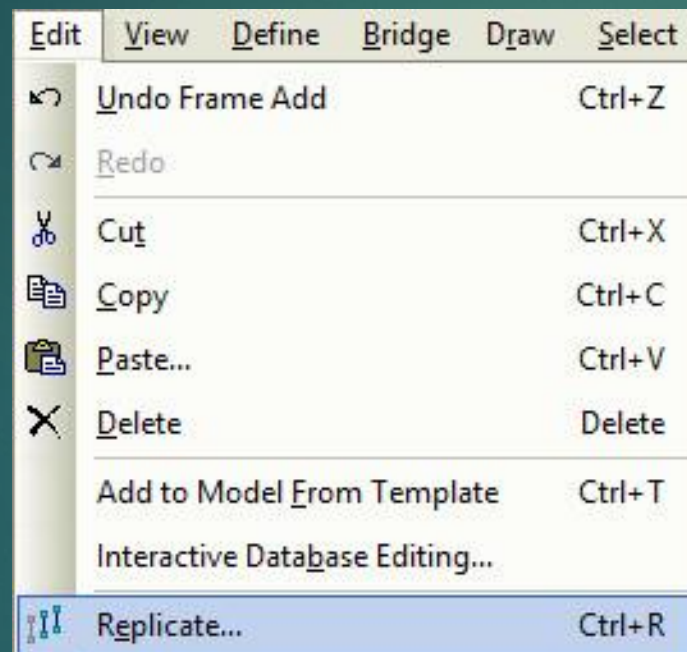 Edit View Define Bridge Draw Select
Undo Frame Add Ctrl+Z
Redo
Cut Ctrl+X
Copy Ctrl+C
Paste... Ctrl+V
Delete Delete
Add to Model From Template Ctrl+T
Interactive Database Editing...
Replicate... Ctrl+R